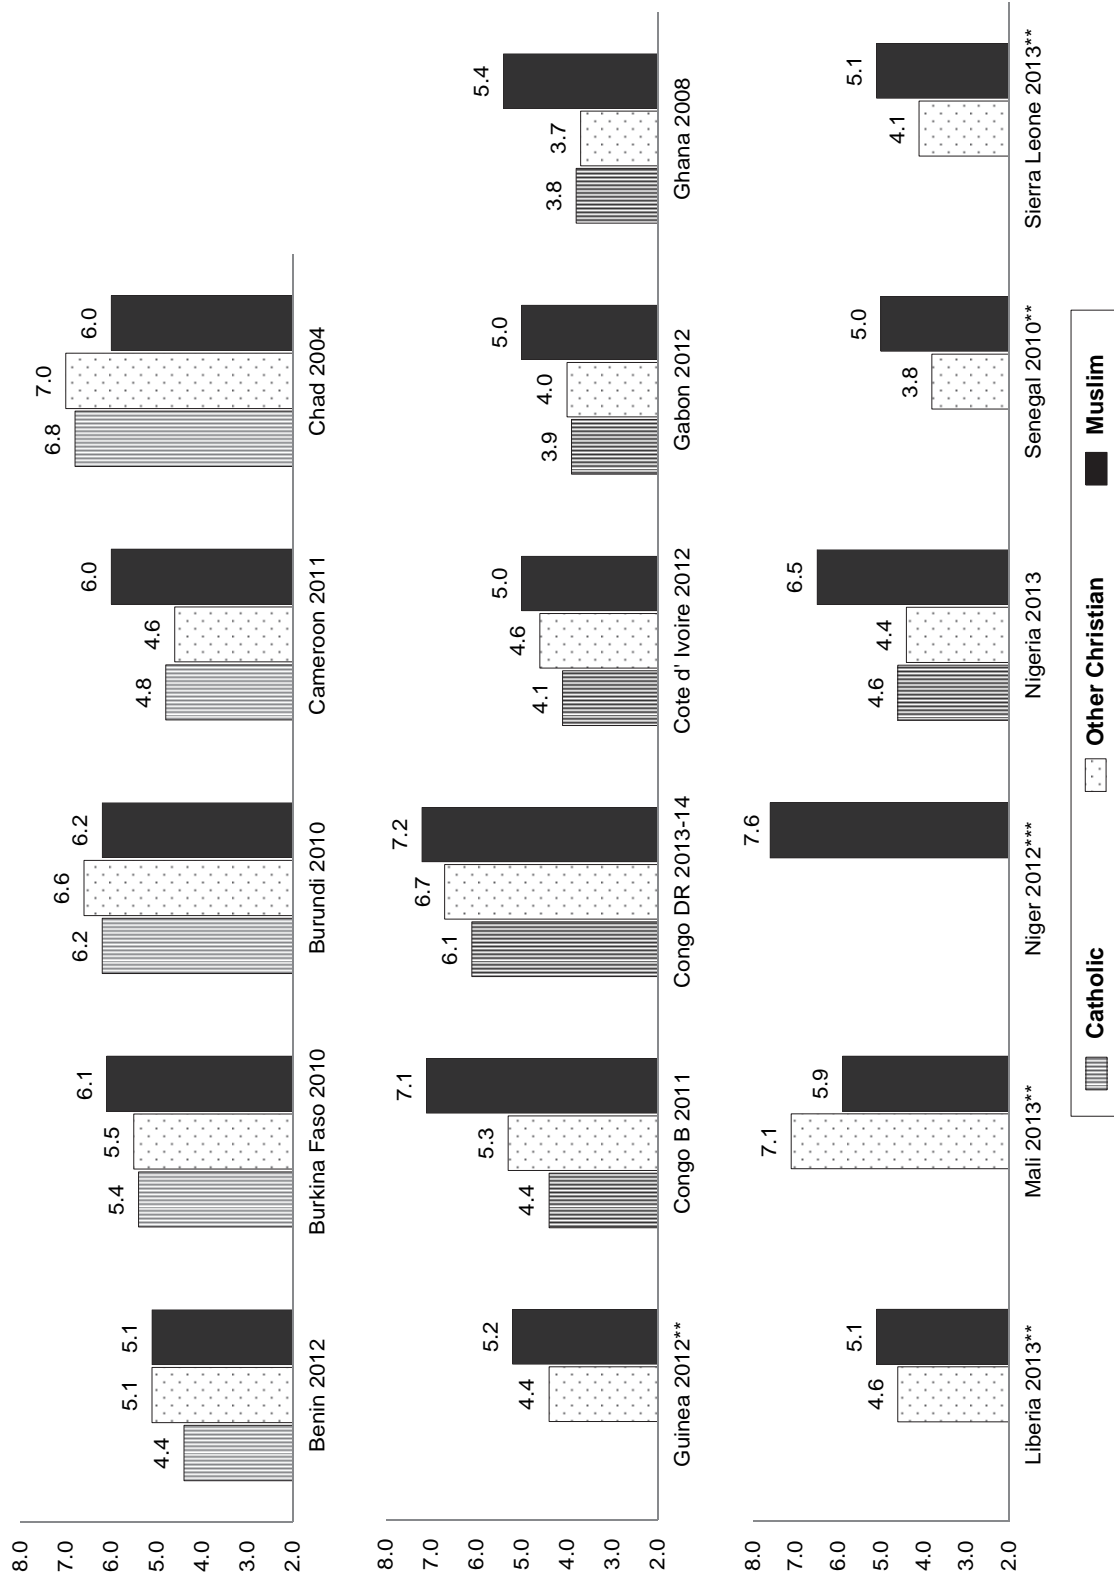 8.0
7.0
6.0
5.0
4.0
3.0
2.0
4.4 5.1 5.1
5.4 5.5 6.1
6.2 6.6 6.2
4.8 4.6 6.0
6.8 7.0 6.0
Benin 2012 Burkina Faso 2010 Burundi 2010 Cameroon 2011 Chad 2004
8.0
7.0
6.0
5.0
4.0
3.0
2.0
4.4 5.2
4.4 5.3 7.1
6.1 6.7 7.2
4.1 4.6 5.0
3.9 4.0 5.0
3.8 3.7 5.4
Guinea 2012** Congo B 2011 Congo DR 2013-14 Cote d' Ivoire 2012 Gabon 2012 Ghana 2008
8.0
7.0
6.0
5.0
4.0
3.0
2.0
4.6 5.1
7.1 5.9
7.6
4.6 4.4 6.5
3.8 5.0
4.1 5.1
Liberia 2013** Mali 2013** Niger 2012*** Nigeria 2013 Senegal 2010** Sierra Leone 2013**
Catholic Other Christian Muslim